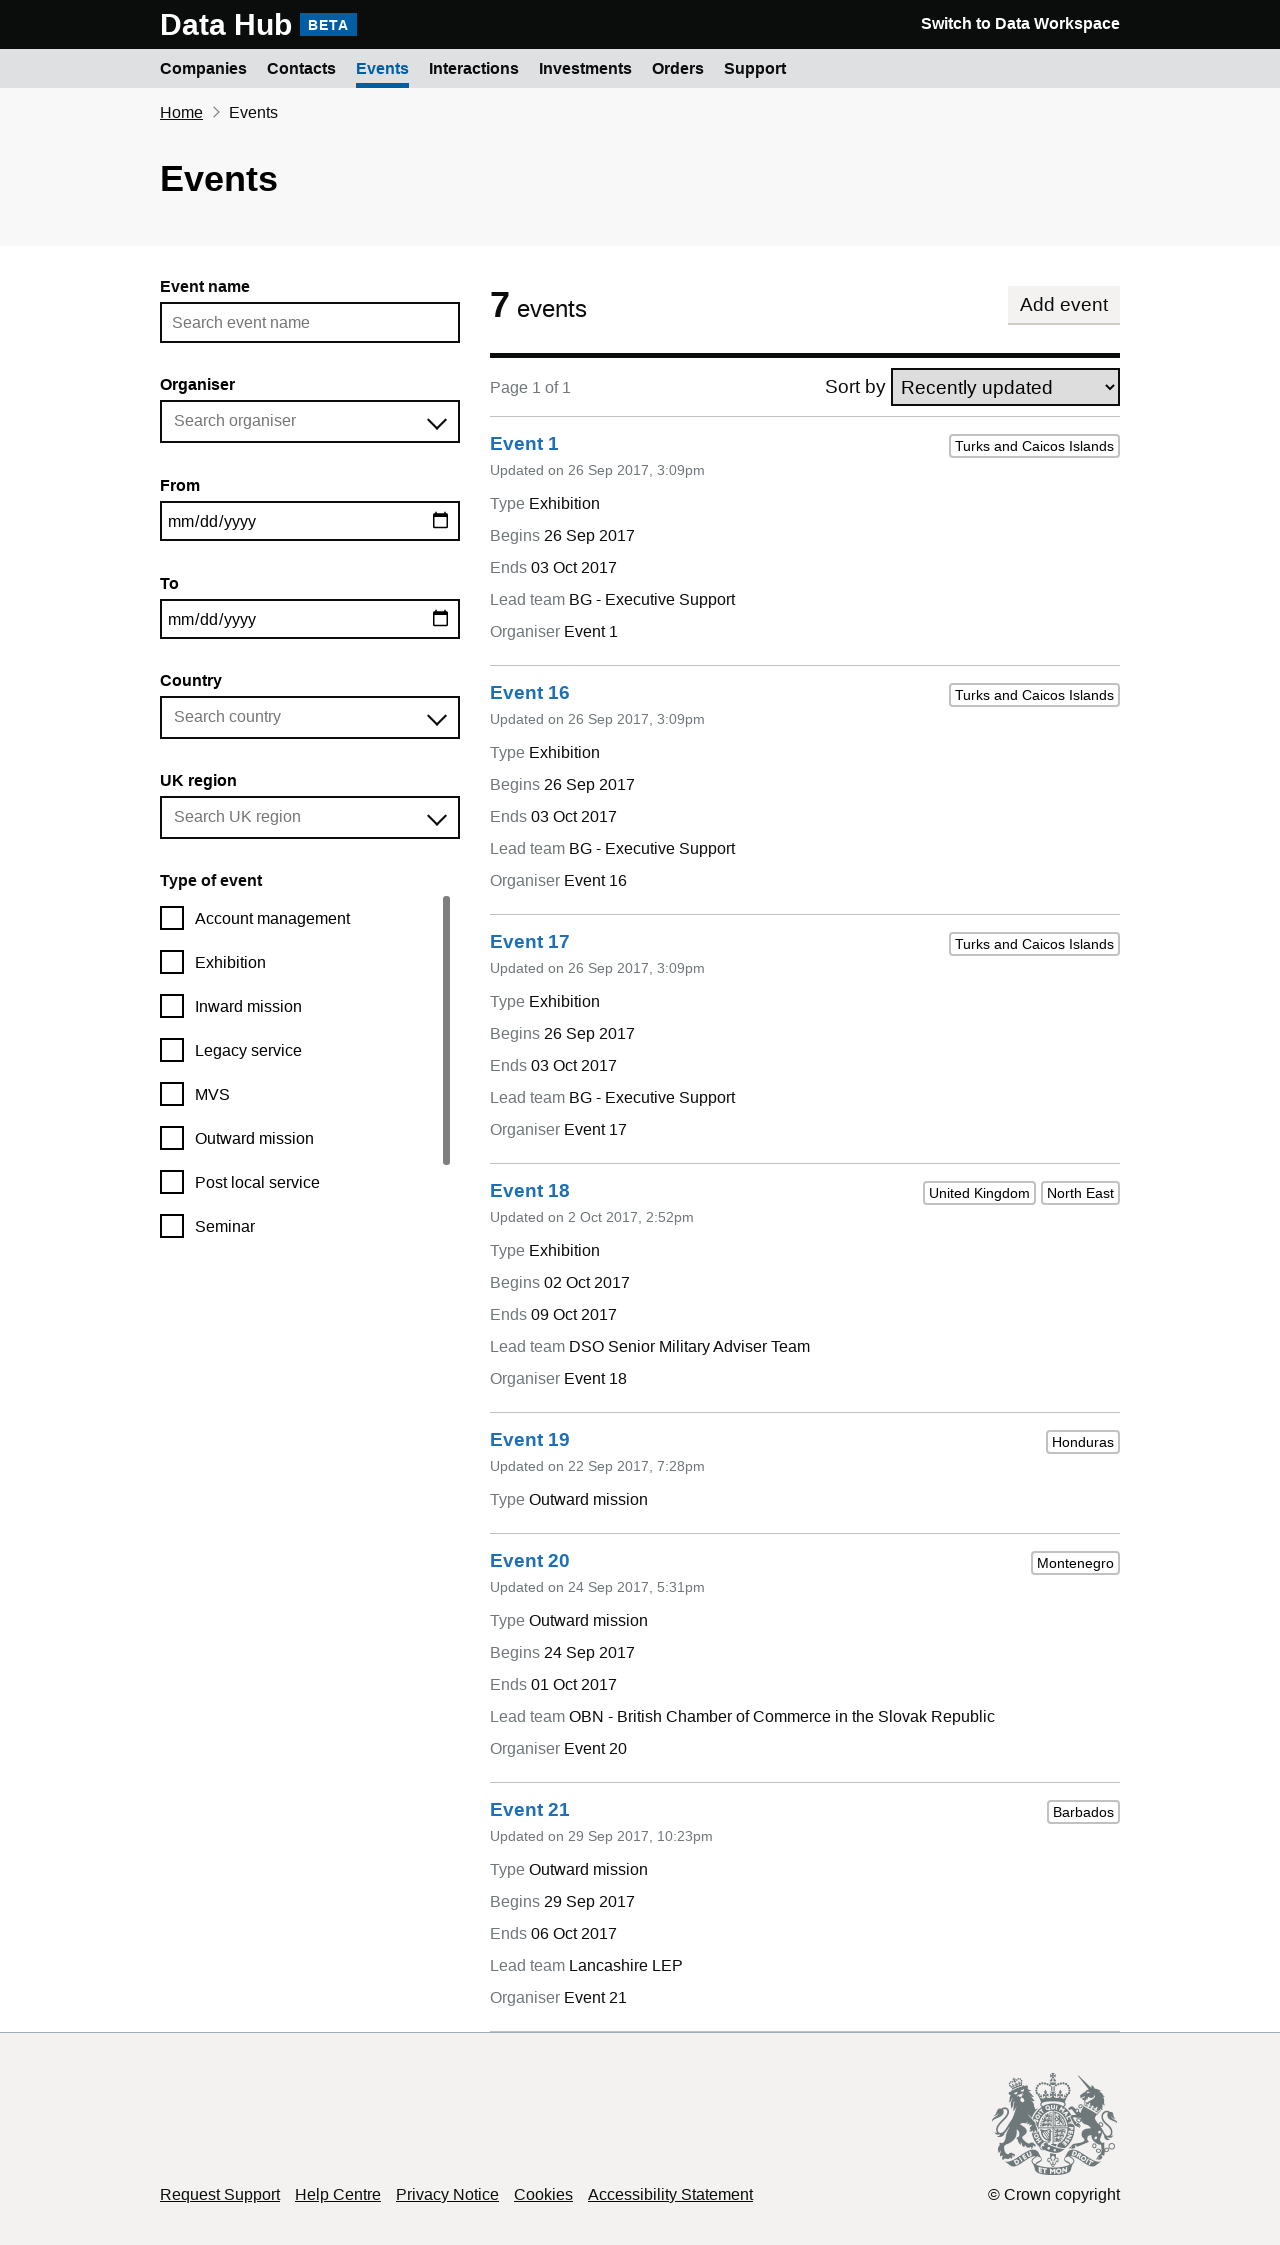 Data Hub BETA
Switch to Data Workspace
Companies Contacts Events Interactions Investments Orders Support
Home Events
Events
Event name
Search event name
Organiser
Search organiser
From
mm/dd/yyyy
To
mm/dd/yyyy
Country
Search country
UK region
Search UK region
Type of event
Account management
Exhibition
Inward mission
Legacy service
MVS
Outward mission
Post local service
Seminar
7 events
Add event
Page 1 of 1
Sort by Recently updated
Event 1
Turks and Caicos Islands
Updated on 26 Sep 2017, 3:09pm
Type Exhibition
Begins 26 Sep 2017
Ends 03 Oct 2017
Lead team BG - Executive Support
Organiser Event 1
Event 16
Turks and Caicos Islands
Updated on 26 Sep 2017, 3:09pm
Type Exhibition
Begins 26 Sep 2017
Ends 03 Oct 2017
Lead team BG - Executive Support
Organiser Event 16
Event 17
Turks and Caicos Islands
Updated on 26 Sep 2017, 3:09pm
Type Exhibition
Begins 26 Sep 2017
Ends 03 Oct 2017
Lead team BG - Executive Support
Organiser Event 17
Event 18
United Kingdom North East
Updated on 2 Oct 2017, 2:52pm
Type Exhibition
Begins 02 Oct 2017
Ends 09 Oct 2017
Lead team DSO Senior Military Adviser Team
Organiser Event 18
Event 19
Honduras
Updated on 22 Sep 2017, 7:28pm
Type Outward mission
Event 20
Montenegro
Updated on 24 Sep 2017, 5:31pm
Type Outward mission
Begins 24 Sep 2017
Ends 01 Oct 2017
Lead team OBN - British Chamber of Commerce in the Slovak Republic
Organiser Event 20
Event 21
Barbados
Updated on 29 Sep 2017, 10:23pm
Type Outward mission
Begins 29 Sep 2017
Ends 06 Oct 2017
Lead team Lancashire LEP
Organiser Event 21
DIEU ET MON DROIT
Request Support Help Centre Privacy Notice Cookies Accessibility Statement
© Crown copyright